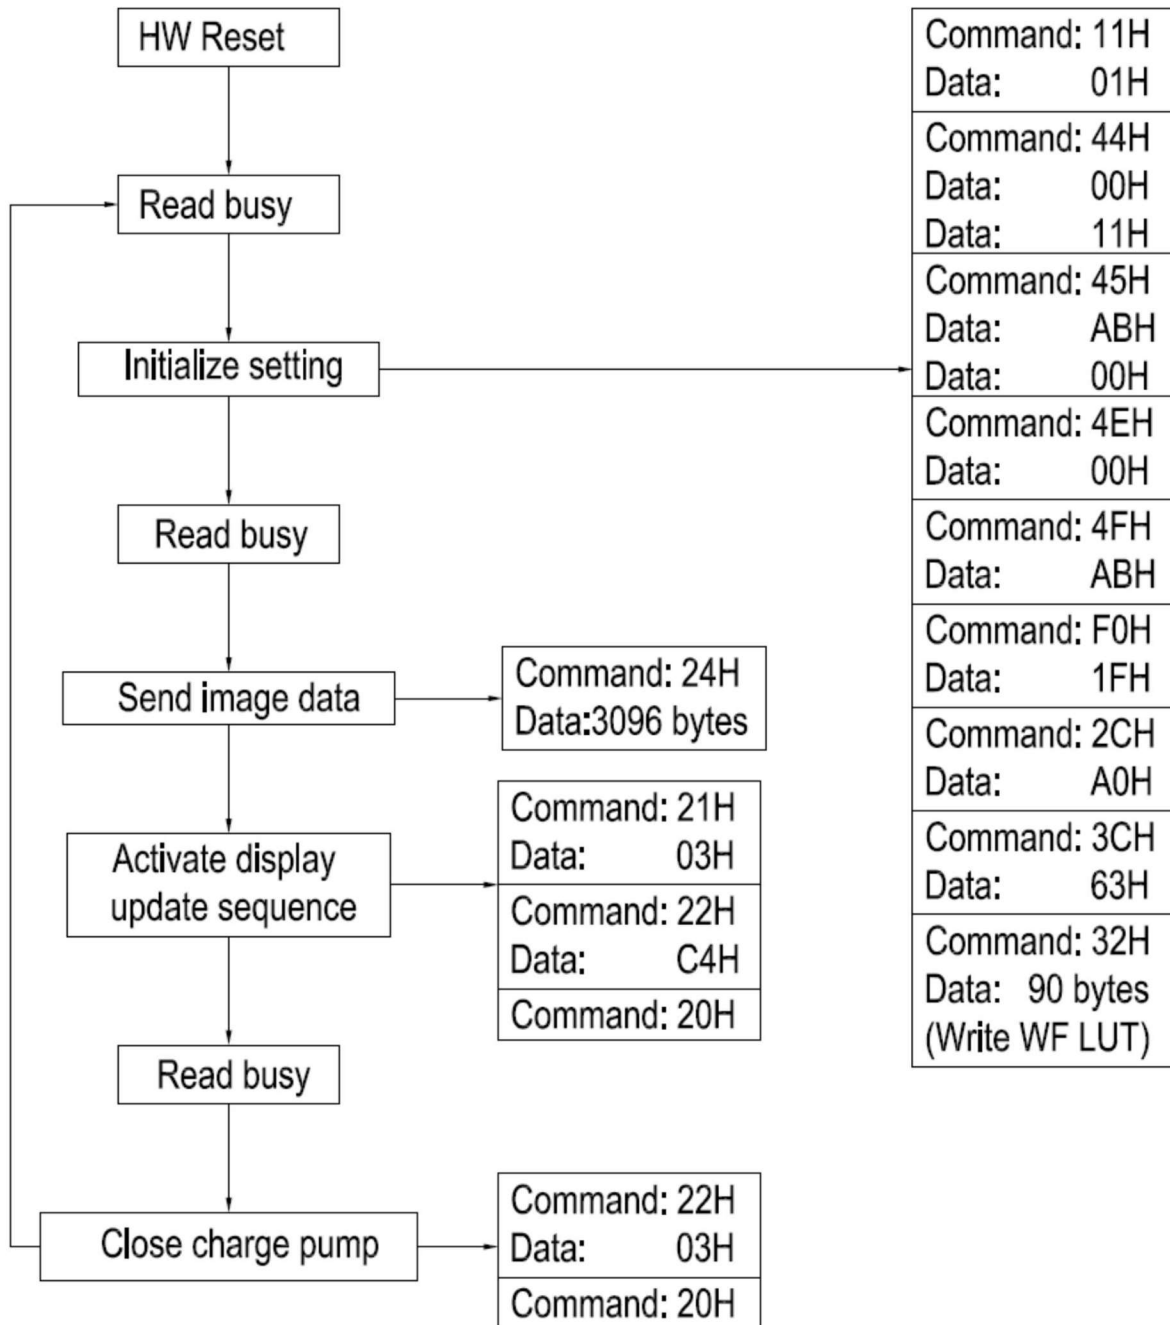 HW Reset
Read busy
Initialize setting
Read busy
Send image data
Activate display
update sequence
Read busy
Close charge pump
Command: 24H
Data:3096 bytes
Command: 21H
Data: 03H
Command: 22H
Data: C4H
Command: 20H
Command: 22H
Data: 03H
Command: 20H
Command: 11H
Data: 01H
Command: 44H
Data: 00H
Data: 11H
Command: 45H
Data: ABH
Data: 00H
Command: 4EH
Data: 00H
Command: 4FH
Data: ABH
Command: F0H
Data: 1FH
Command: 2CH
Data: A0H
Command: 3CH
Data: 63H
Command: 32H
Data: 90 bytes
(Write WF LUT)